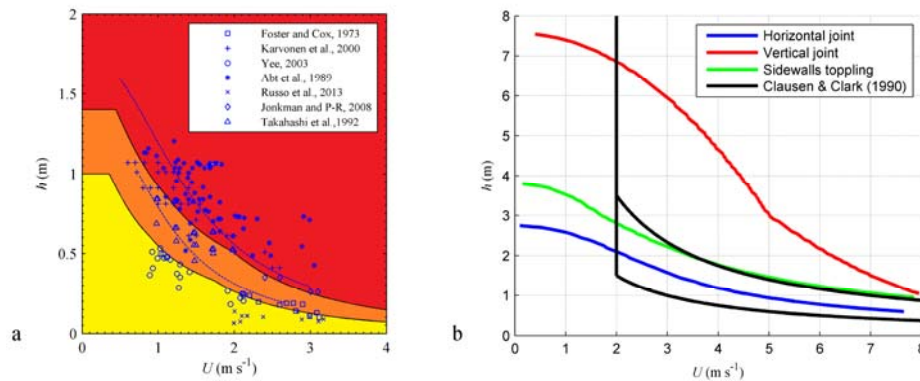 2
1.5
1
0.5
0
0 1 2 3 4
h (m)
U (m s⁻¹)
Foster and Cox, 1973
Karvonen et al., 2000
Yee, 2003
Abt et al., 1989
Russo et al., 2013
Jonkman and P-R, 2008
Takahashi et al.,1992
a
8
7
6
5
4
3
2
1
0
0 1 2 3 4 5 6 7 8
h (m)
U (m s⁻¹)
Horizontal joint
Vertical joint
Sidewalls toppling
Clausen & Clark (1990)
b